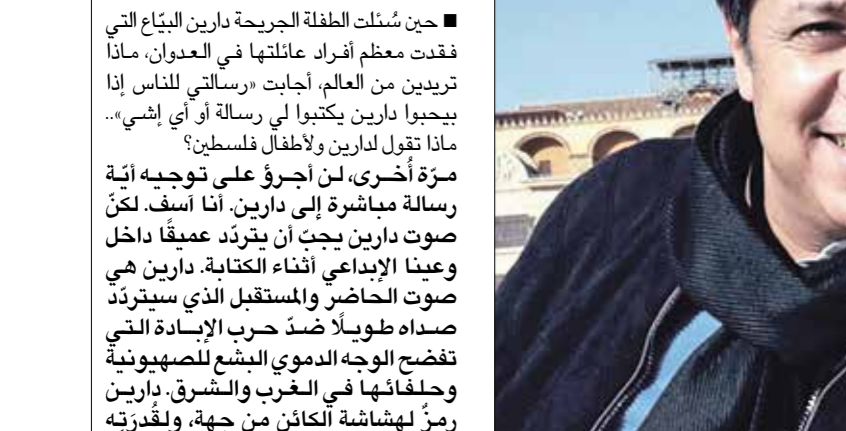 ■ حين سُئلت الطفلة الجريحة دارين البيّاع التي
فقدت معظم أفراد عائلتها في العدوان، ماذا
تريدين من العالم، أجابت «رسالتي للناس إذا
بيحبوا دارين يكتبوا لي رسالة أو أي إشي»..
ماذا تقول لدارين ولأطفال فلسطين؟
مرّة أُخرى، لن أجرؤ على توجيه أيّة
رسالة مباشرة إلى دارين. أنا آسف. لكنّ
صوت دارين يجبّ أن يتردّد عميقًا داخل
وعينا الإبداعي أثناء الكتابة. دارين هي
صوت الحاضر والمستقبل الذي سيتردّد
صداه طويلًا ضدّ حرب الإبادة التي
تفضح الوجه الدموي البشع للصهيونية
وحلفائها في الغرب والشرق. دارين
رمزٌ لهشاشة الكائن من جهة، ولقُدرَتِه